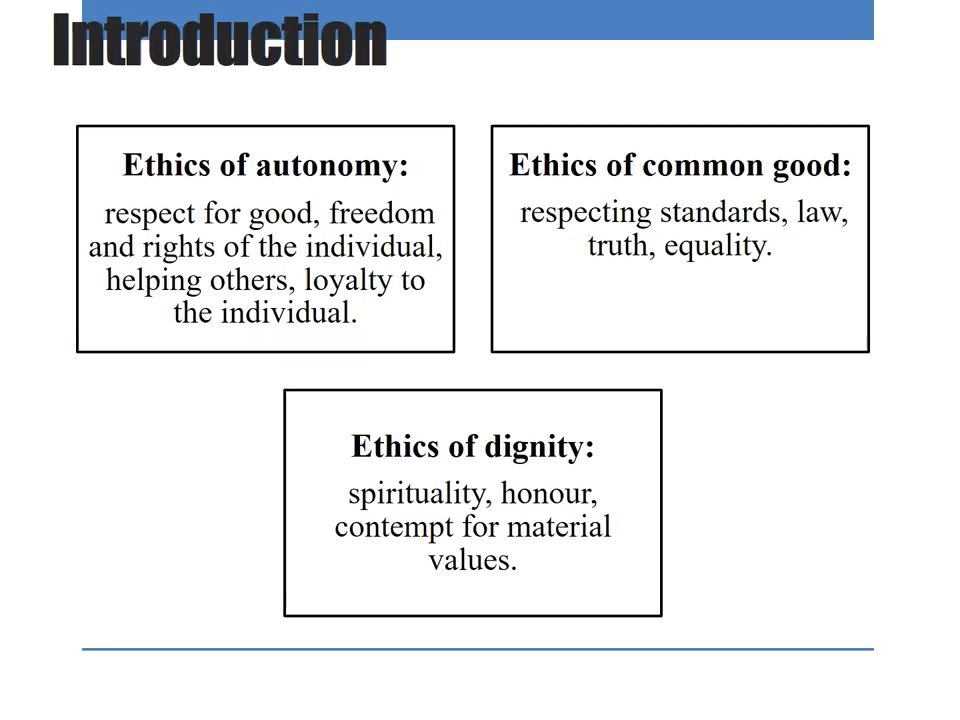 Introduction
Ethics of autonomy:
respect for good, freedom
and rights of the individual,
helping others, loyalty to
the individual.
Ethics of common good:
respecting standards, law,
truth, equality.
Ethics of dignity:
spirituality, honour,
contempt for material
values.